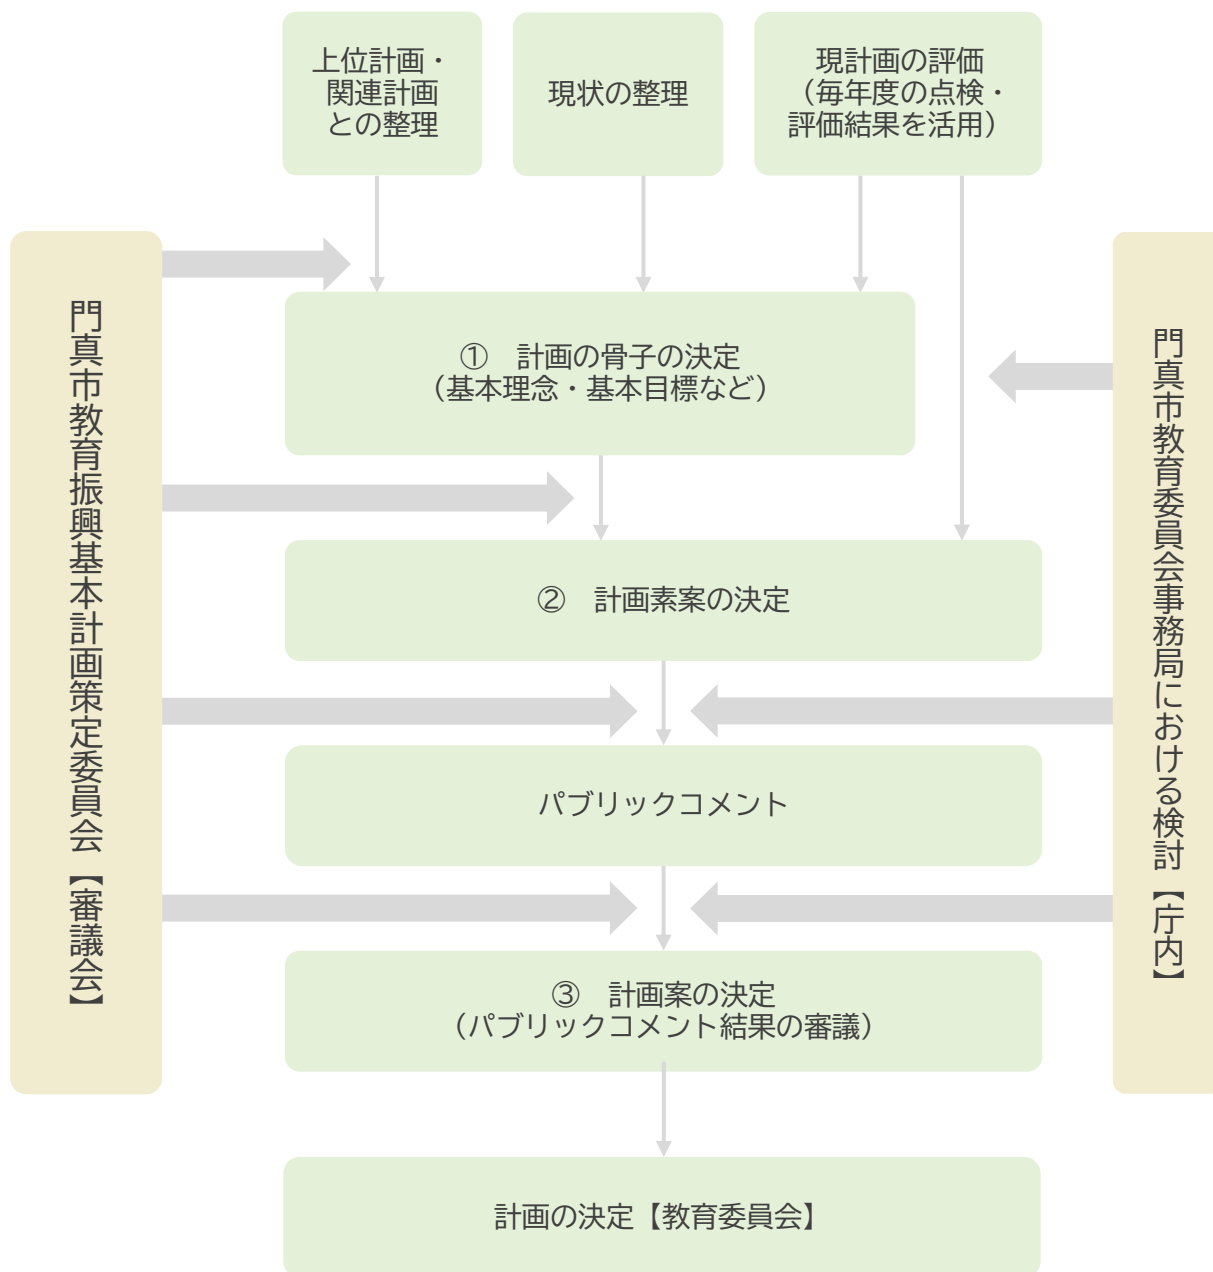 上位計画・
関連計画
との整理
現状の整理
現計画の評価
（毎年度の点検・
評価結果を活用）
門真市教育振興基本計画策定委員会【審議会】
① 計画の骨子の決定
（基本理念・基本目標など）
門真市教育委員会事務局における検討【庁内】
② 計画素案の決定
パブリックコメント
③ 計画案の決定
（パブリックコメント結果の審議）
計画の決定【教育委員会】